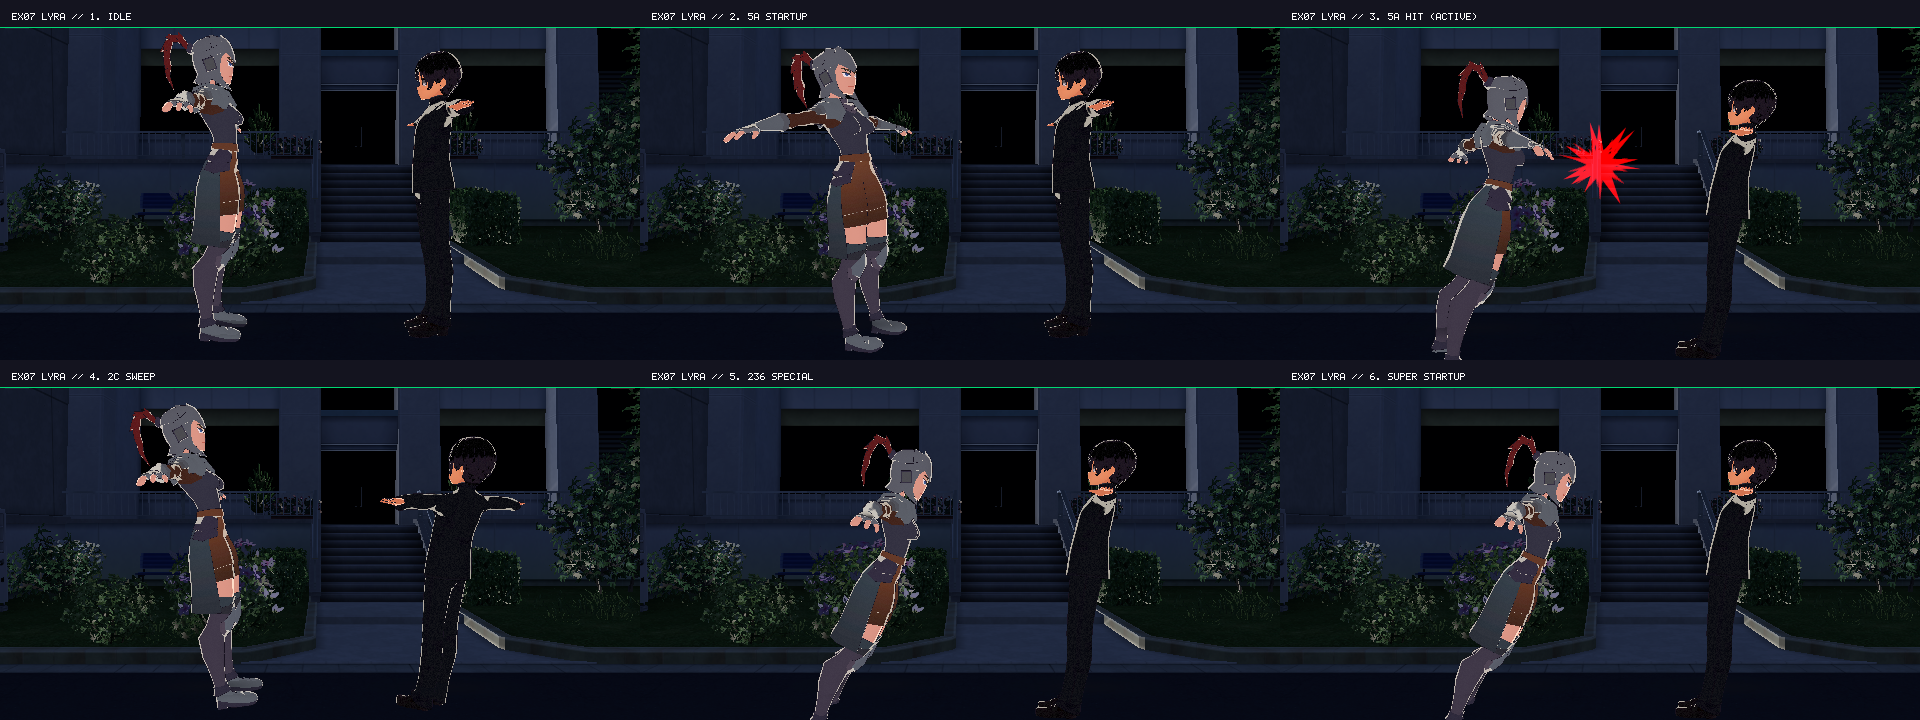 EX07 LYRA // 1. IDLE
EX07 LYRA // 2. 5A STARTUP
EX07 LYRA // 3. 5A HIT (ACTIVE)
EX07 LYRA // 4. 2C SWEEP
EX07 LYRA // 5. 236 SPECIAL
EX07 LYRA // 6. SUPER STARTUP